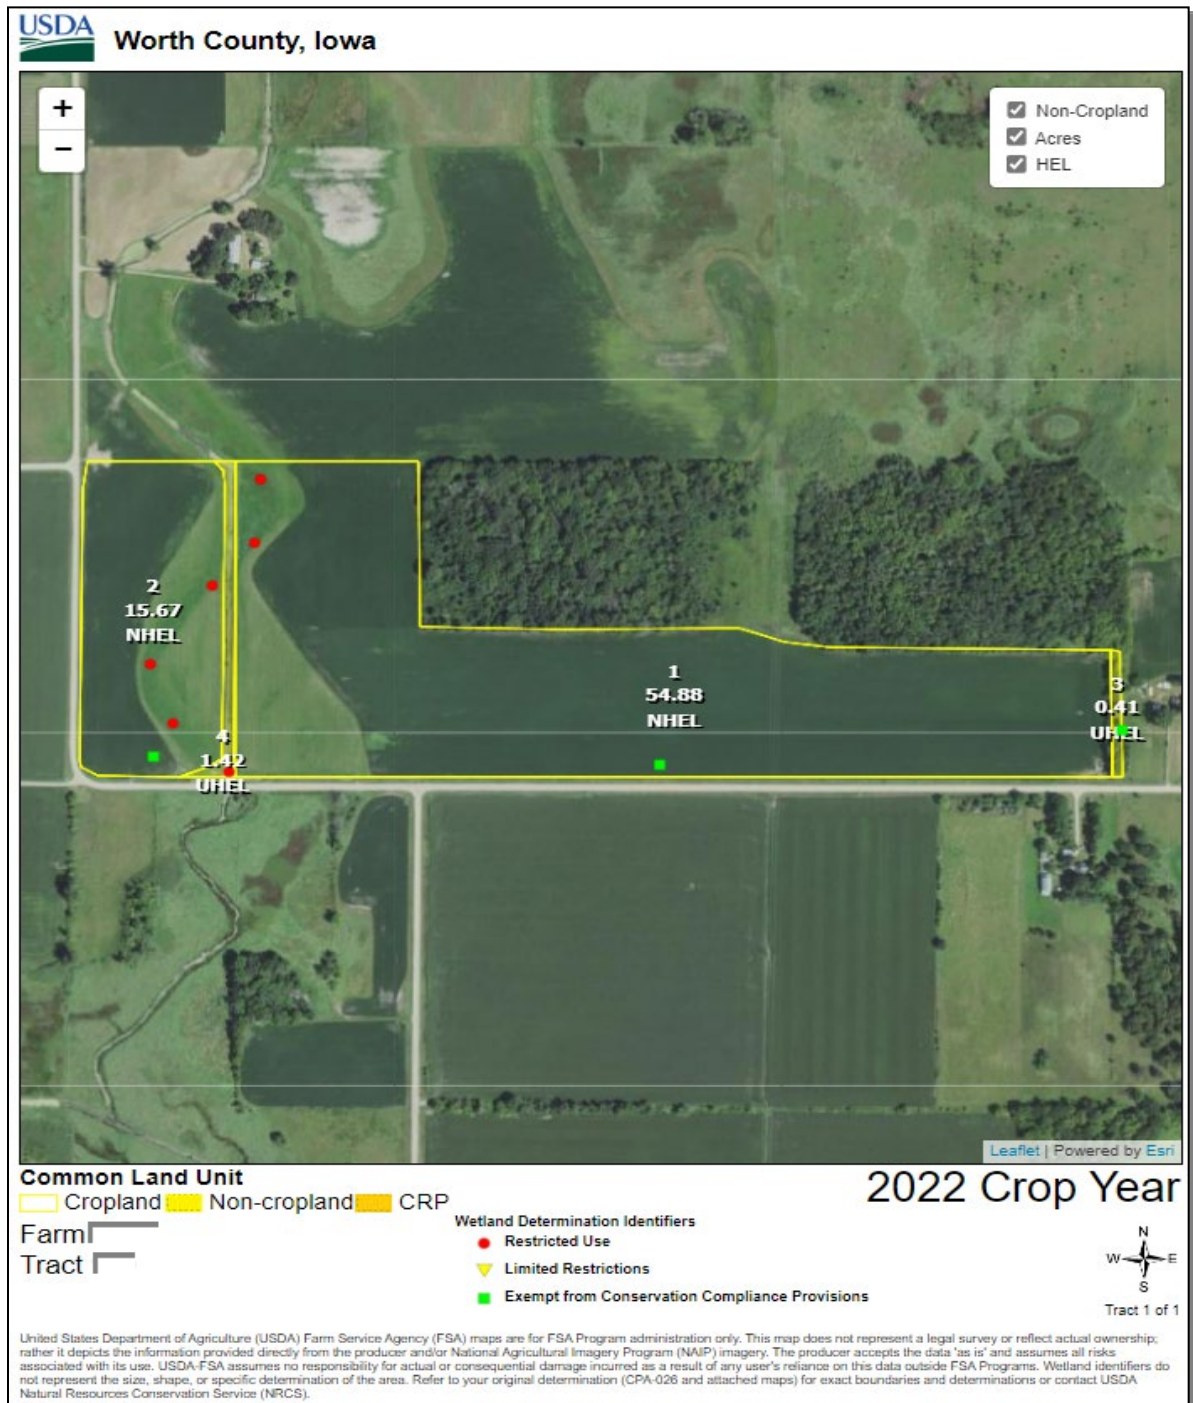 USDA
Worth County, Iowa
+
−
Non-Cropland
Acres
HEL
2
15.67
NHEL
1
54.88
NHEL
3
0.41
UHEL
4
1.42
UHEL
Leaflet | Powered by Esri
Common Land Unit
Cropland Non-cropland CRP
Farm
Tract
2022 Crop Year
Wetland Determination Identifiers
Restricted Use
Limited Restrictions
Exempt from Conservation Compliance Provisions
N
W E
S
Tract 1 of 1
United States Department of Agriculture (USDA) Farm Service Agency (FSA) maps are for FSA Program administration only. This map does not represent a legal survey or reflect actual ownership;
rather it depicts the information provided directly from the producer and/or National Agricultural Imagery Program (NAIP) imagery. The producer accepts the data 'as is' and assumes all risks
associated with its use. USDA-FSA assumes no responsibility for actual or consequential damage incurred as a result of any user's reliance on this data outside FSA Programs. Wetland identifiers do
not represent the size, shape, or specific determination of the area. Refer to your original determination (CPA-026 and attached maps) for exact boundaries and determinations or contact USDA
Natural Resources Conservation Service (NRCS).